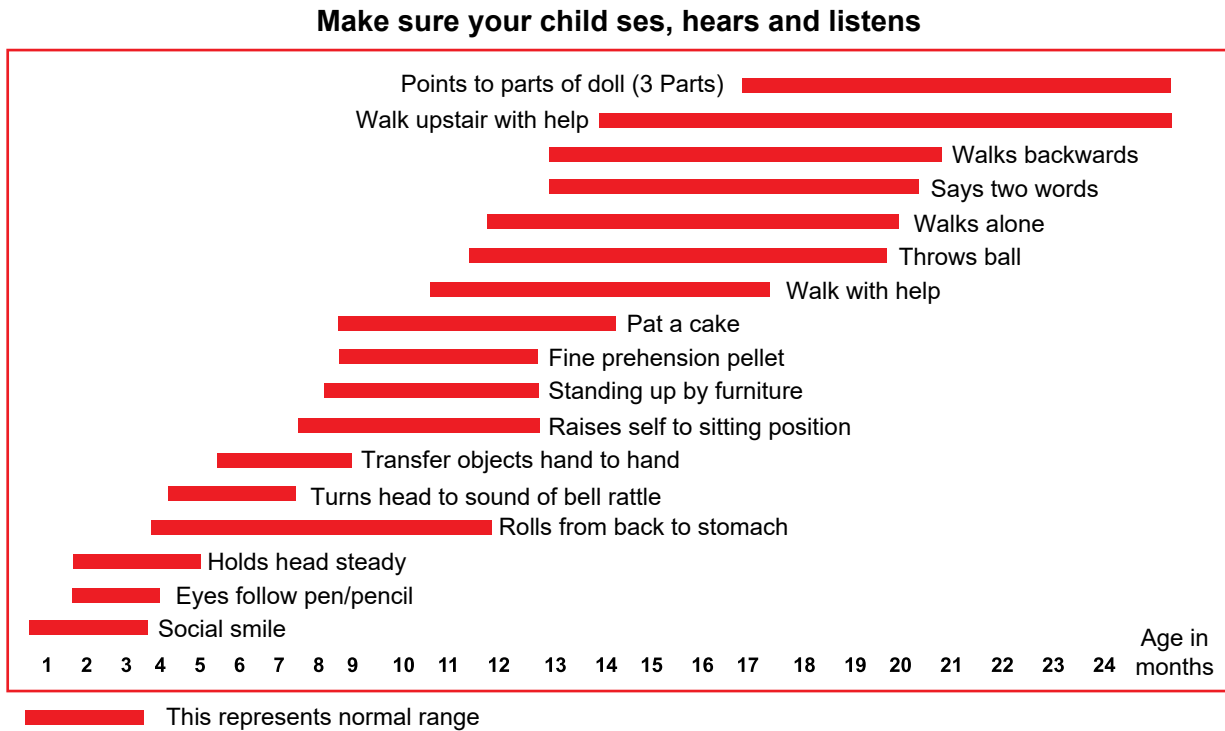 Make sure your child ses, hears and listens
Points to parts of doll (3 Parts)
Walk upstair with help
Walks backwards
Says two words
Walks alone
Throws ball
Walk with help
Pat a cake
Fine prehension pellet
Standing up by furniture
Raises self to sitting position
Transfer objects hand to hand
Turns head to sound of bell rattle
Rolls from back to stomach
Holds head steady
Eyes follow pen/pencil
Social smile
1 2 3 4 5 6 7 8 9 10 11 12 13 14 15 16 17 18 19 20 21 22 23 24
Age in
months
This represents normal range